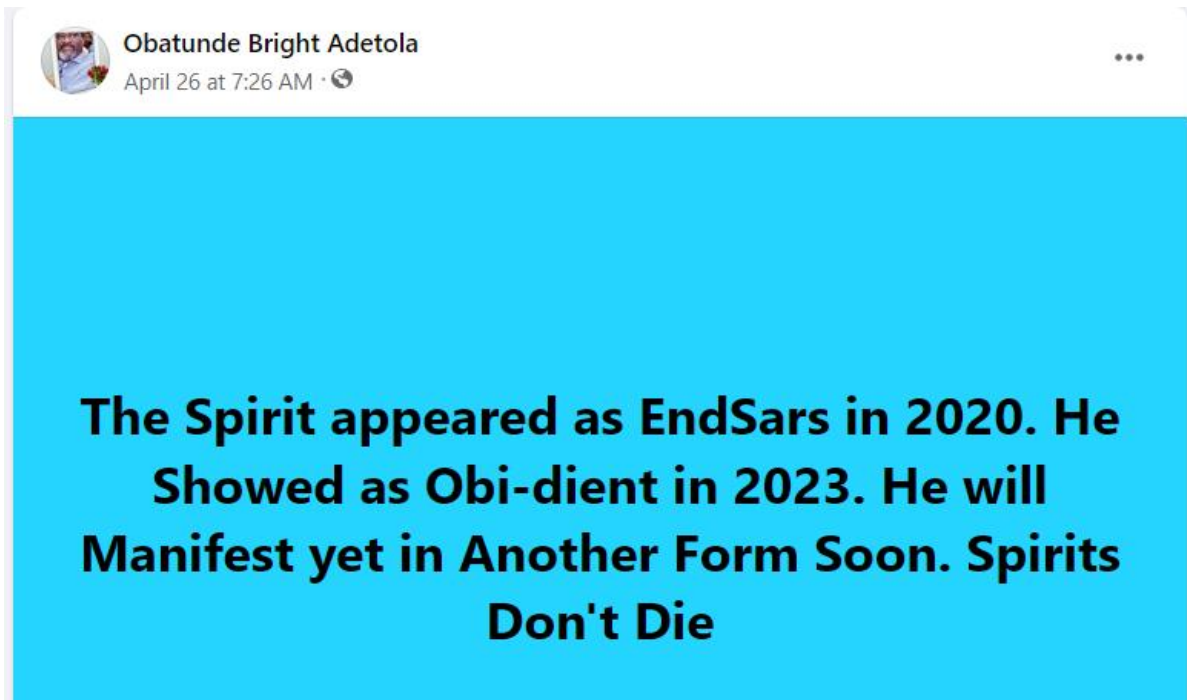 Obatunde Bright Adetola
April 26 at 7:26 AM ·
The Spirit appeared as EndSars in 2020. He
Showed as Obi-dient in 2023. He will
Manifest yet in Another Form Soon. Spirits
Don't Die